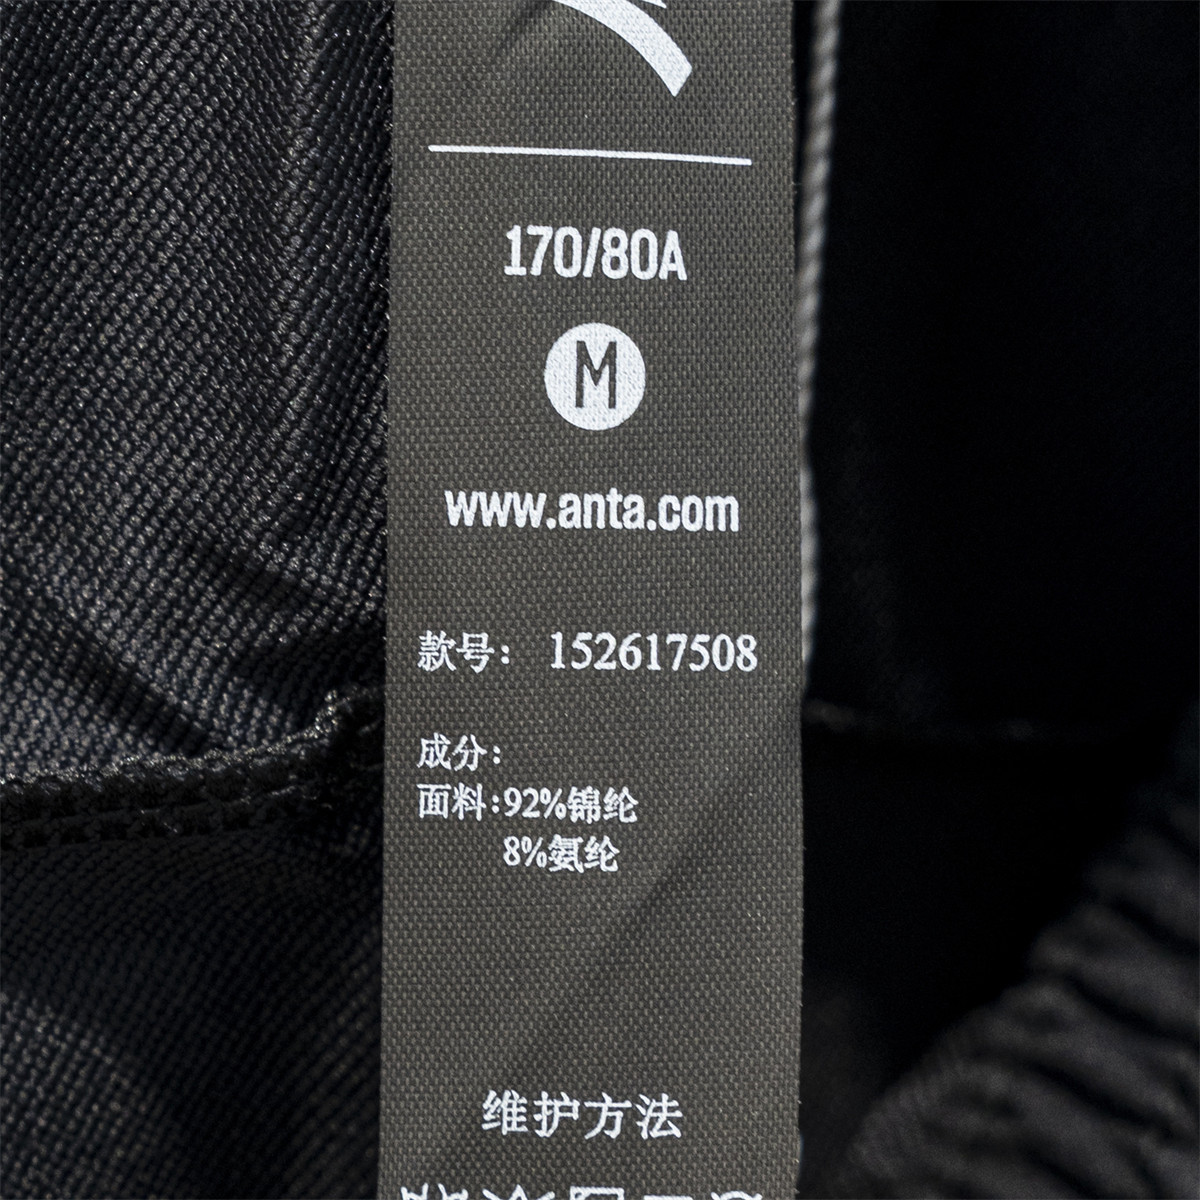 170/80A
M
www.anta.com
款号： 152617508
成分：
面料：92%锦纶
8%氨纶
维护方法